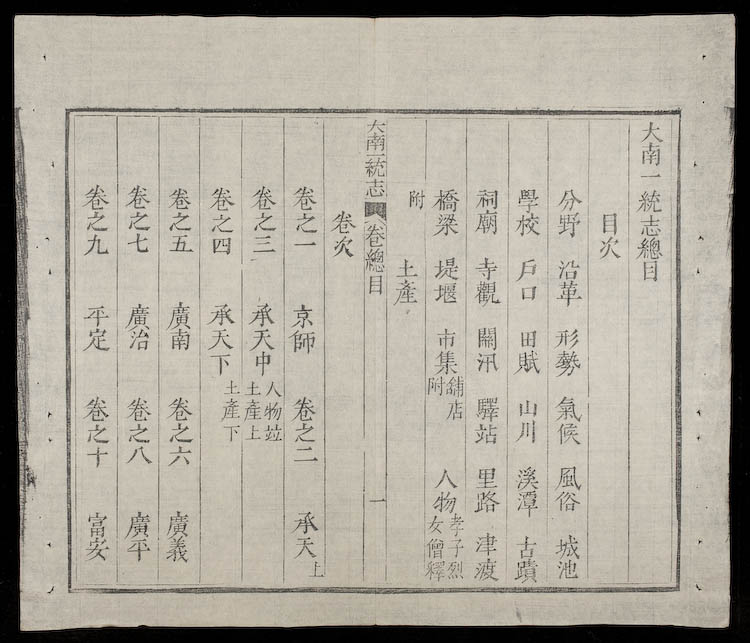 大南一統志總目
目次
分野 沿革 形勢 氣候 風俗 城池
學校 戶口 田賦 山川 溪潭 古蹟
祠廟 寺觀 關汛 驛站 里路 津渡
橋梁 堤堰 市集舖店附 人物孝子烈女僧釋
附 土產
大南一統志 卷總目 一
卷次
卷之一 京師 卷之二 承天上
卷之三 承天中人物竝土產上
卷之四 承天下土產下
卷之五 廣南 卷之六 廣義
卷之七 廣治 卷之八 廣平
卷之九 平定 卷之十 富安